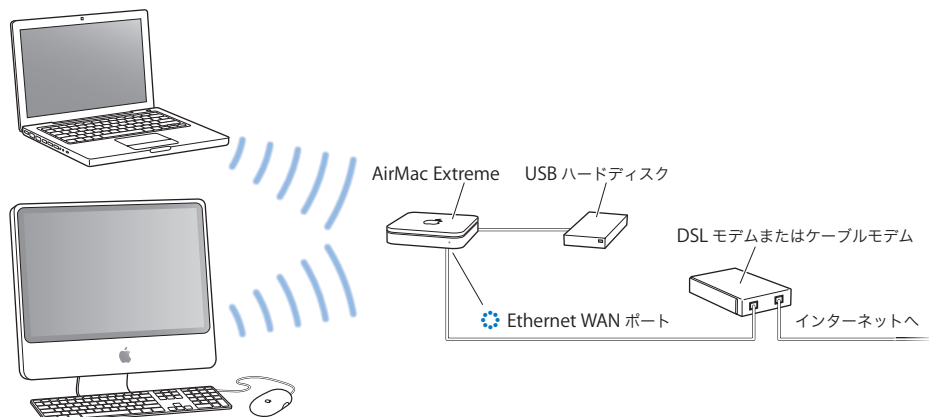 AirMac Extreme
USB ハードディスク
DSL モデムまたはケーブルモデム
Ethernet WAN ポート
インターネットへ